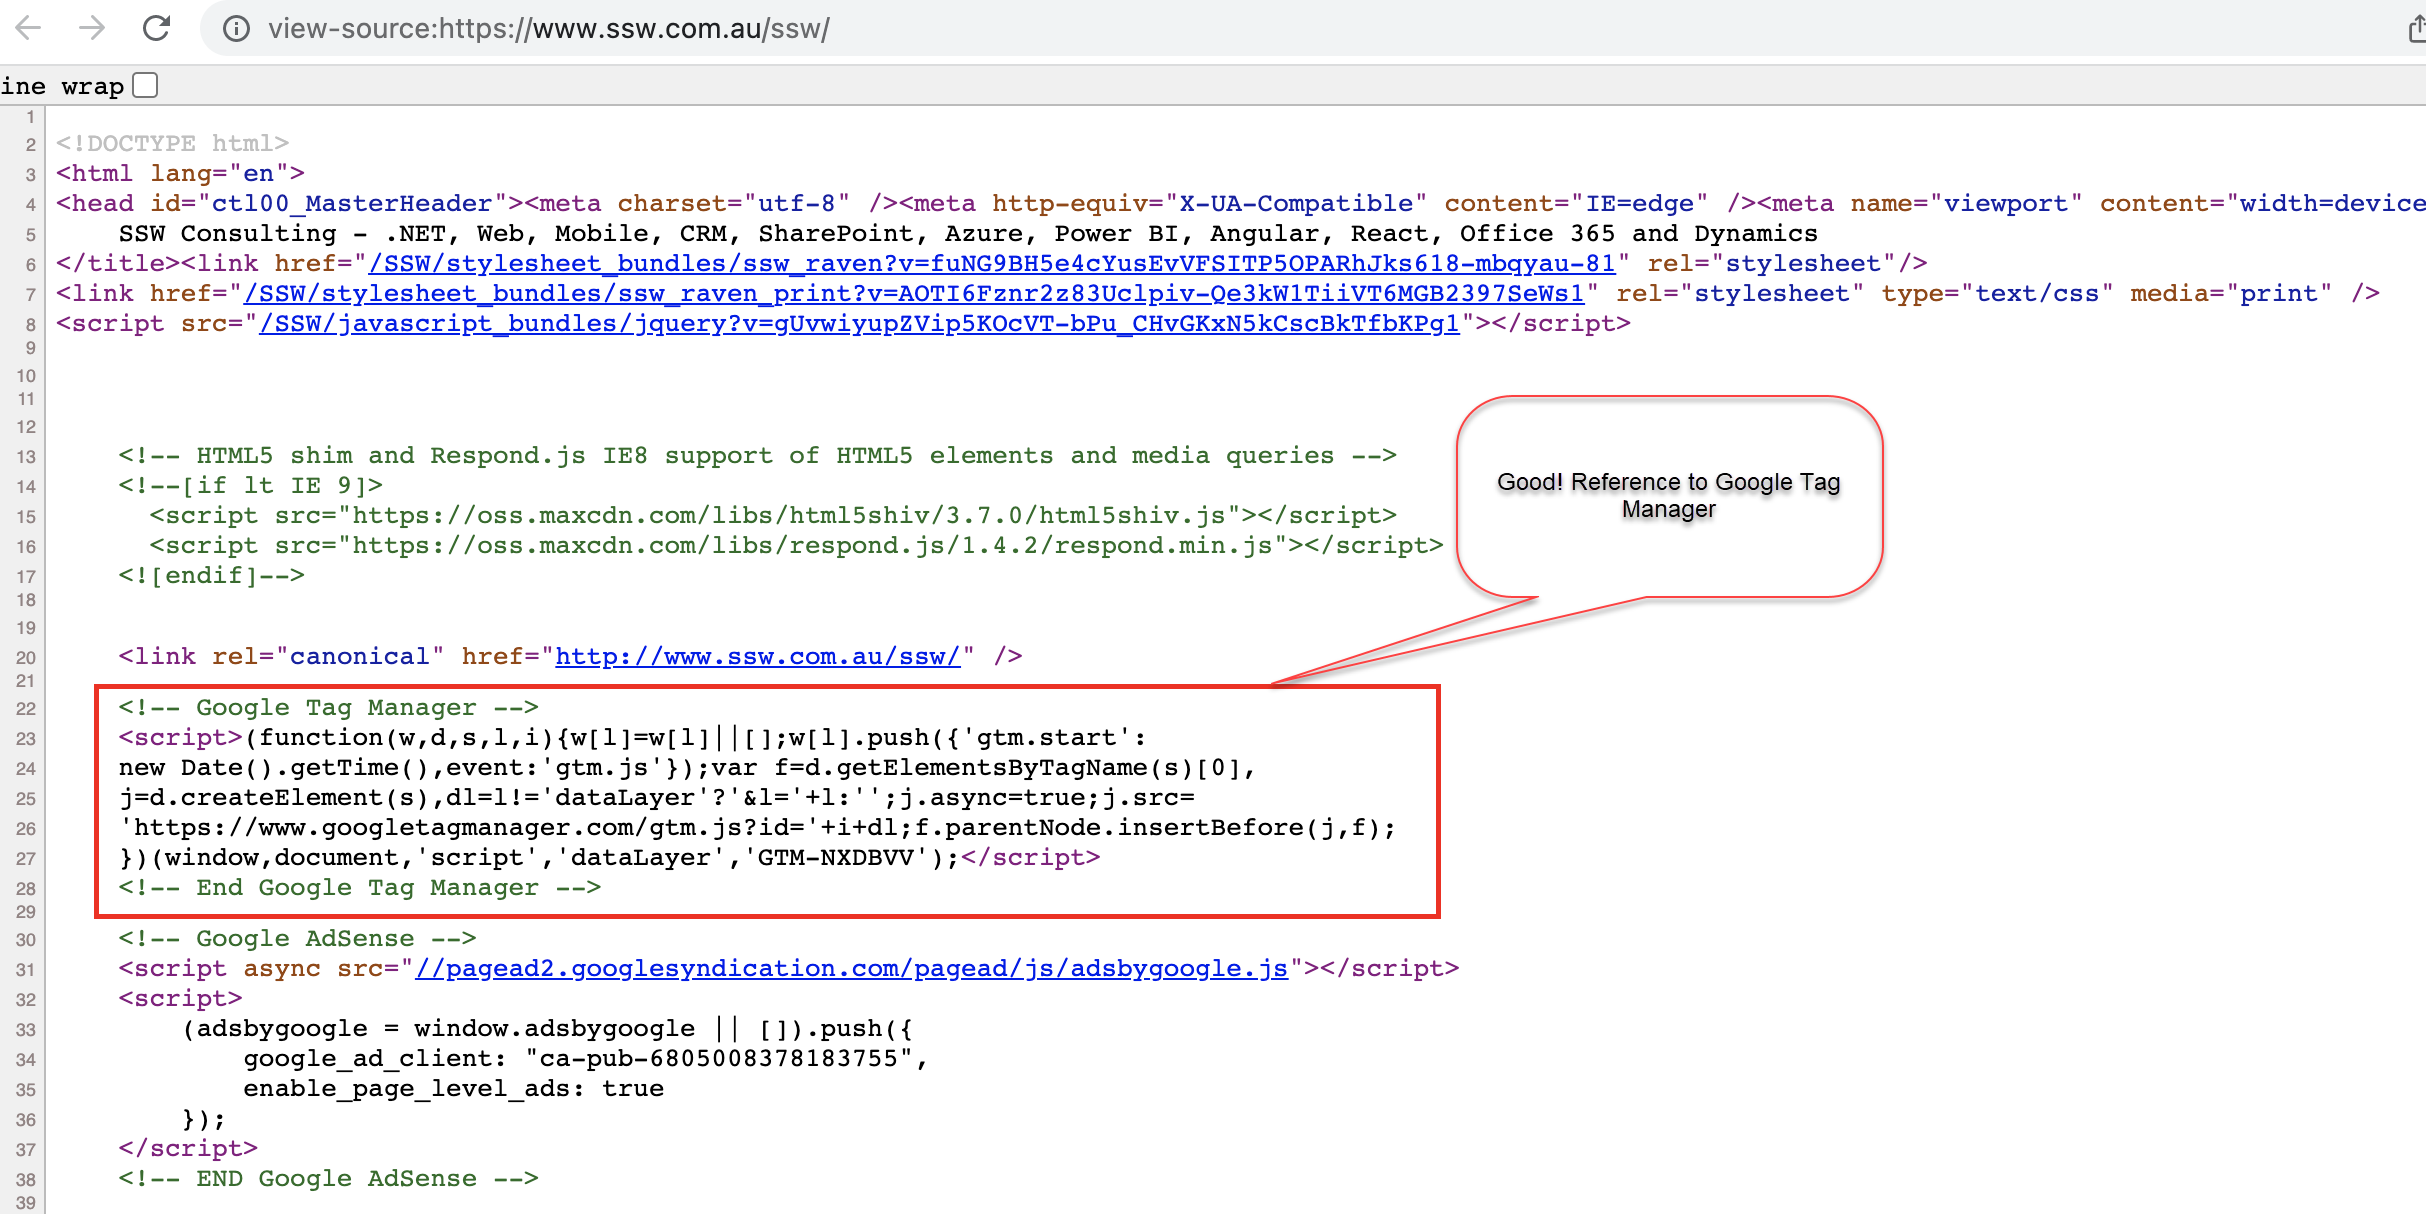 view-source:https://www.ssw.com.au/ssw/
ine wrap
1
2 <!DOCTYPE html>
3 <html lang="en">
4 <head id="ctl00_MasterHeader"><meta charset="utf-8" /><meta http-equiv="X-UA-Compatible" content="IE=edge" /><meta name="viewport" content="width=device
5 SSW Consulting - .NET, Web, Mobile, CRM, SharePoint, Azure, Power BI, Angular, React, Office 365 and Dynamics
6 </title><link href="/SSW/stylesheet_bundles/ssw_raven?v=fuNG9BH5e4cYusEvVFSITP5OPARhJks618-mbqyau-81" rel="stylesheet"/>
7 <link href="/SSW/stylesheet_bundles/ssw_raven_print?v=AOTI6Fznr2z83Uclpiv-Qe3kW1TiiVT6MGB2397SeWs1" rel="stylesheet" type="text/css" media="print" />
8 <script src="/SSW/javascript_bundles/jquery?v=gUvwiyupZVip5KOcVT-bPu_CHvGKxN5kCscBkTfbKPg1"></script>
9
10
11
12
13 <!-- HTML5 shim and Respond.js IE8 support of HTML5 elements and media queries -->
14 <!--[if lt IE 9]>
15 <script src="https://oss.maxcdn.com/libs/html5shiv/3.7.0/html5shiv.js"></script>
16 <script src="https://oss.maxcdn.com/libs/respond.js/1.4.2/respond.min.js"></script>
17 <![endif]-->
18
19
20 <link rel="canonical" href="http://www.ssw.com.au/ssw/" />
21
22 <!-- Google Tag Manager -->
23 <script>(function(w,d,s,l,i){w[l]=w[l]||[];w[l].push({'gtm.start':
24 new Date().getTime(),event:'gtm.js'});var f=d.getElementsByTagName(s)[0],
25 j=d.createElement(s),dl=l!='dataLayer'?'&l='+l:'';j.async=true;j.src=
26 'https://www.googletagmanager.com/gtm.js?id='+i+dl;f.parentNode.insertBefore(j,f);
27 })(window,document,'script','dataLayer','GTM-NXDBVV');</script>
28 <!-- End Google Tag Manager -->
29
30 <!-- Google AdSense -->
31 <script async src="//pagead2.googlesyndication.com/pagead/js/adsbygoogle.js"></script>
32 <script>
33 (adsbygoogle = window.adsbygoogle || []).push({
34 google_ad_client: "ca-pub-6805008378183755",
35 enable_page_level_ads: true
36 });
37 </script>
38 <!-- END Google AdSense -->
39
Good! Reference to Google Tag
Manager